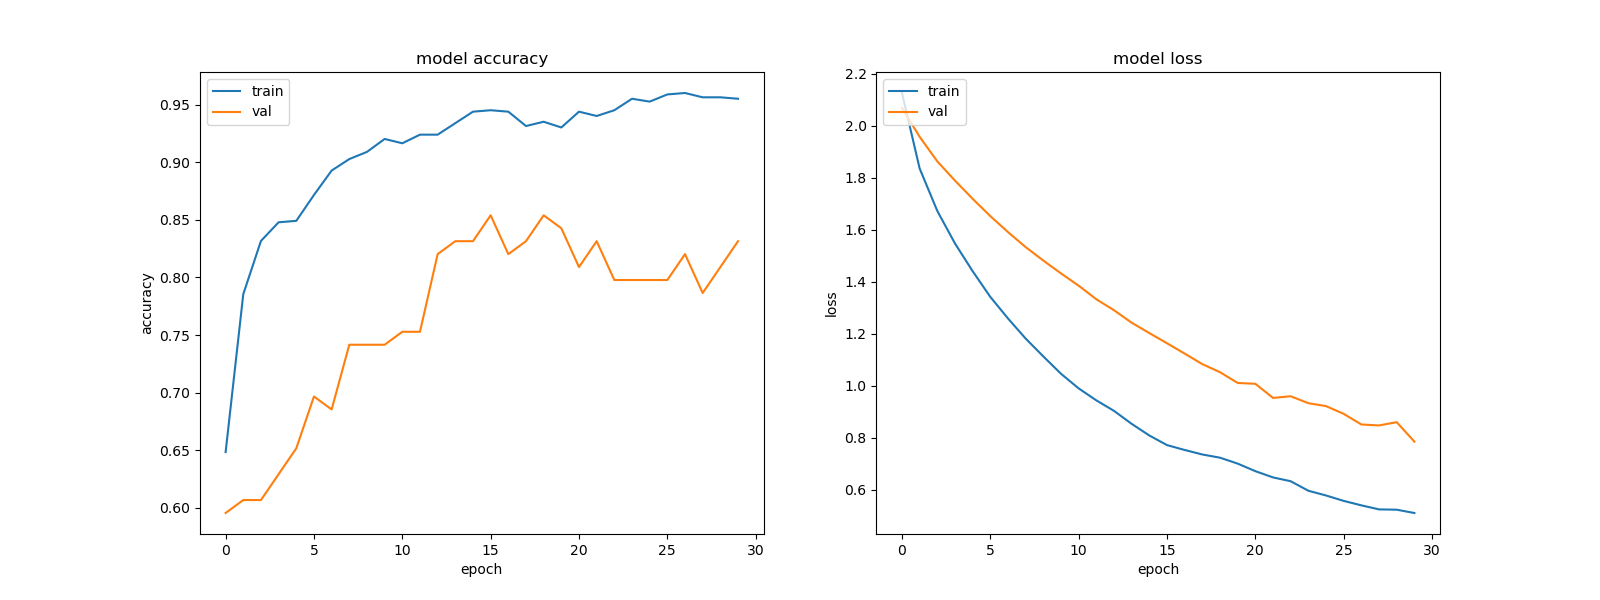 model accuracy
train
val
0.95
0.90
0.85
0.80
0.75
0.70
0.65
0.60
accuracy
0 5 10 15 20 25 30
epoch
model loss
train
val
2.2
2.0
1.8
1.6
1.4
1.2
1.0
0.8
0.6
loss
0 5 10 15 20 25 30
epoch